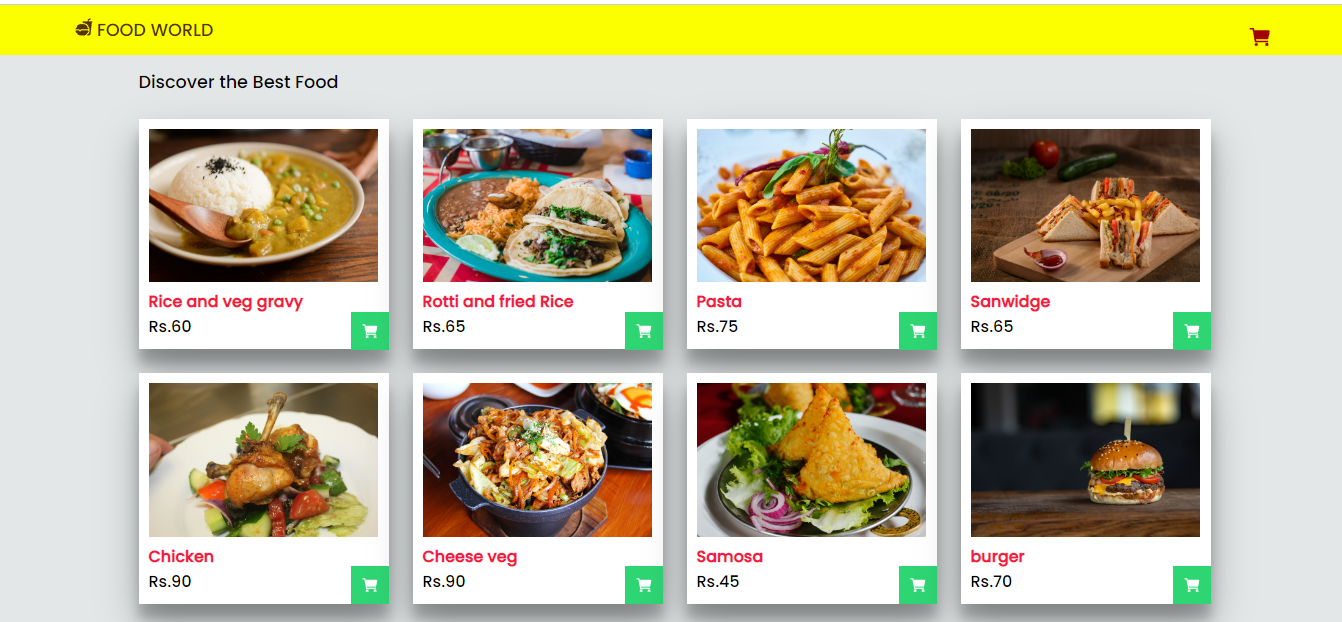 FOOD WORLD
Discover the Best Food
Rice and veg gravy
Rs.60
Rotti and fried Rice
Rs.65
Pasta
Rs.75
Sanwidge
Rs.65
Chicken
Rs.90
Cheese veg
Rs.90
Samosa
Rs.45
burger
Rs.70